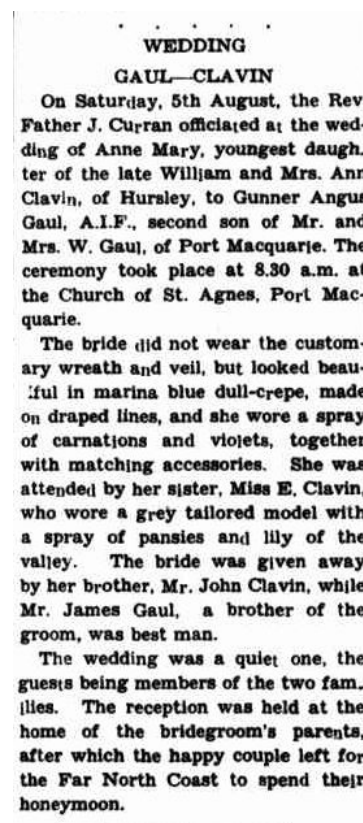 WEDDING
GAUL—CLAVIN
On Saturday, 5th August, the Rev
Father J. Curran officiated at the wed-
ding of Anne Mary, youngest daugh.
ter of the late William and Mrs. Ann
Clavin, of Hursley, to Gunner Angus
Gaul, A.I.F., second son of Mr. and
Mrs. W. Gaul, of Port Macquarie. The
ceremony took place at 8.30 a.m. at
the Church of St. Agnes, Port Mac-
quarie.
The bride did not wear the custom-
ary wreath and veil, but looked beau-
iful in marina blue dull-crepe, made
on draped lines, and she wore a spray
of carnations and violets, together
with matching accessories. She was
attended by her sister, Miss E. Clavin,
who wore a grey tailored model with
a spray of pansies and lily of the
valley. The bride was given away
by her brother, Mr. John Clavin, while
Mr. James Gaul, a brother of the
groom, was best man.
The wedding was a quiet one, the
guests being members of the two fam.
ilies. The reception was held at the
home of the bridegroom's parents,
after which the happy couple left for
the Far North Coast to spend their
honeymoon.